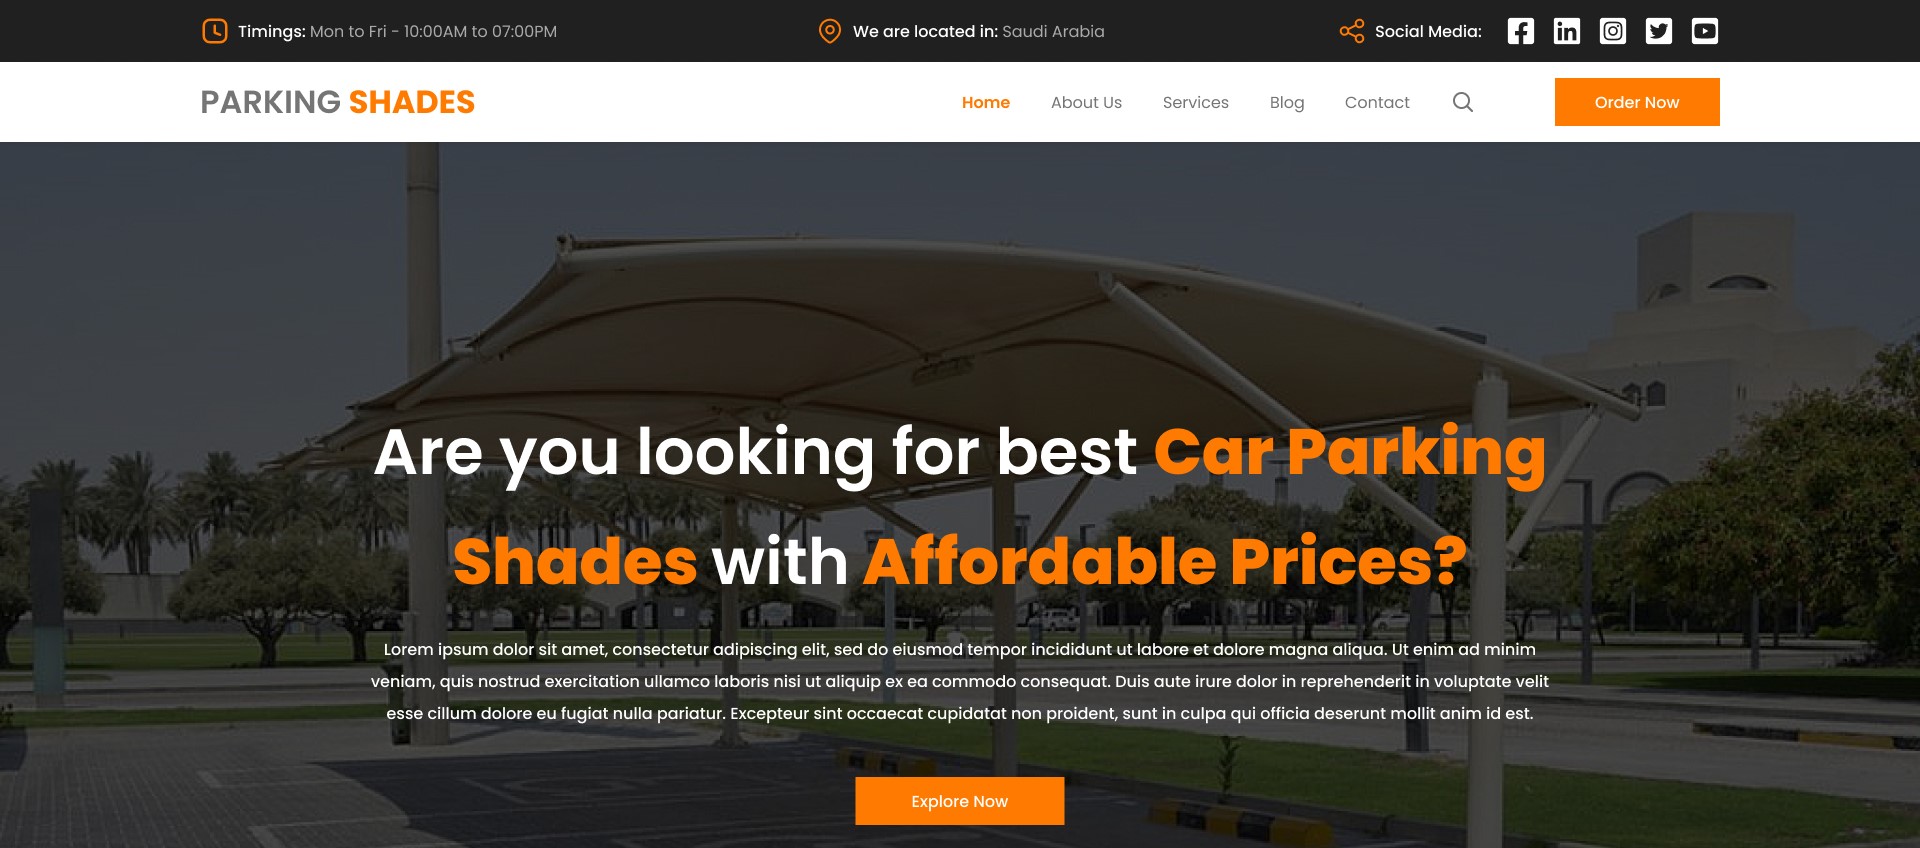 Timings: Mon to Fri - 10:00AM to 07:00PM
We are located in: Saudi Arabia
Social Media:
PARKING SHADES
Home
About Us
Services
Blog
Contact
Order Now
Are you looking for best Car Parking
Shades with Affordable Prices?
Lorem ipsum dolor sit amet, consectetur adipiscing elit, sed do eiusmod tempor incididunt ut labore et dolore magna aliqua. Ut enim ad minim
veniam, quis nostrud exercitation ullamco laboris nisi ut aliquip ex ea commodo consequat. Duis aute irure dolor in reprehenderit in voluptate velit
esse cillum dolore eu fugiat nulla pariatur. Excepteur sint occaecat cupidatat non proident, sunt in culpa qui officia deserunt mollit anim id est.
Explore Now